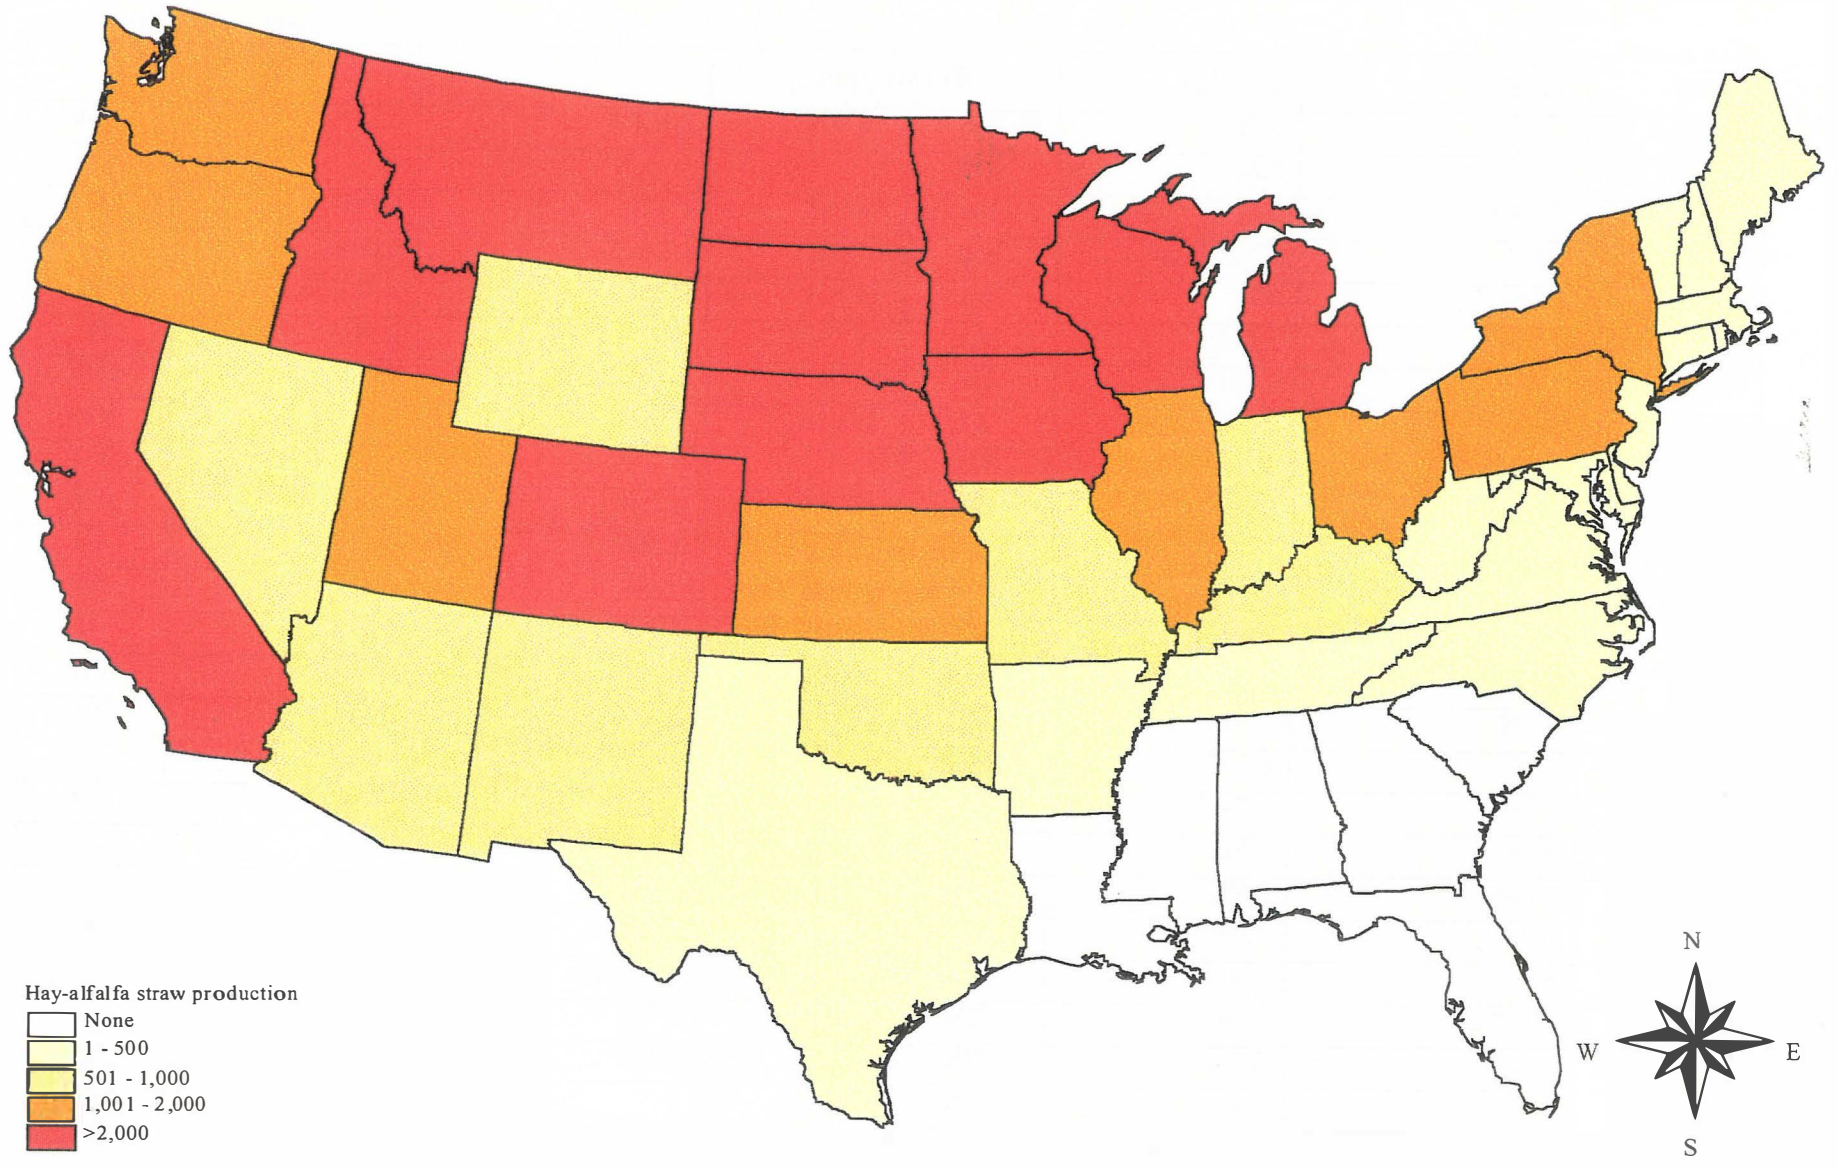 Hay-alfalfa straw production
None
1 - 500
501 - 1,000
1,001 - 2,000
>2,000
N
W
E
S